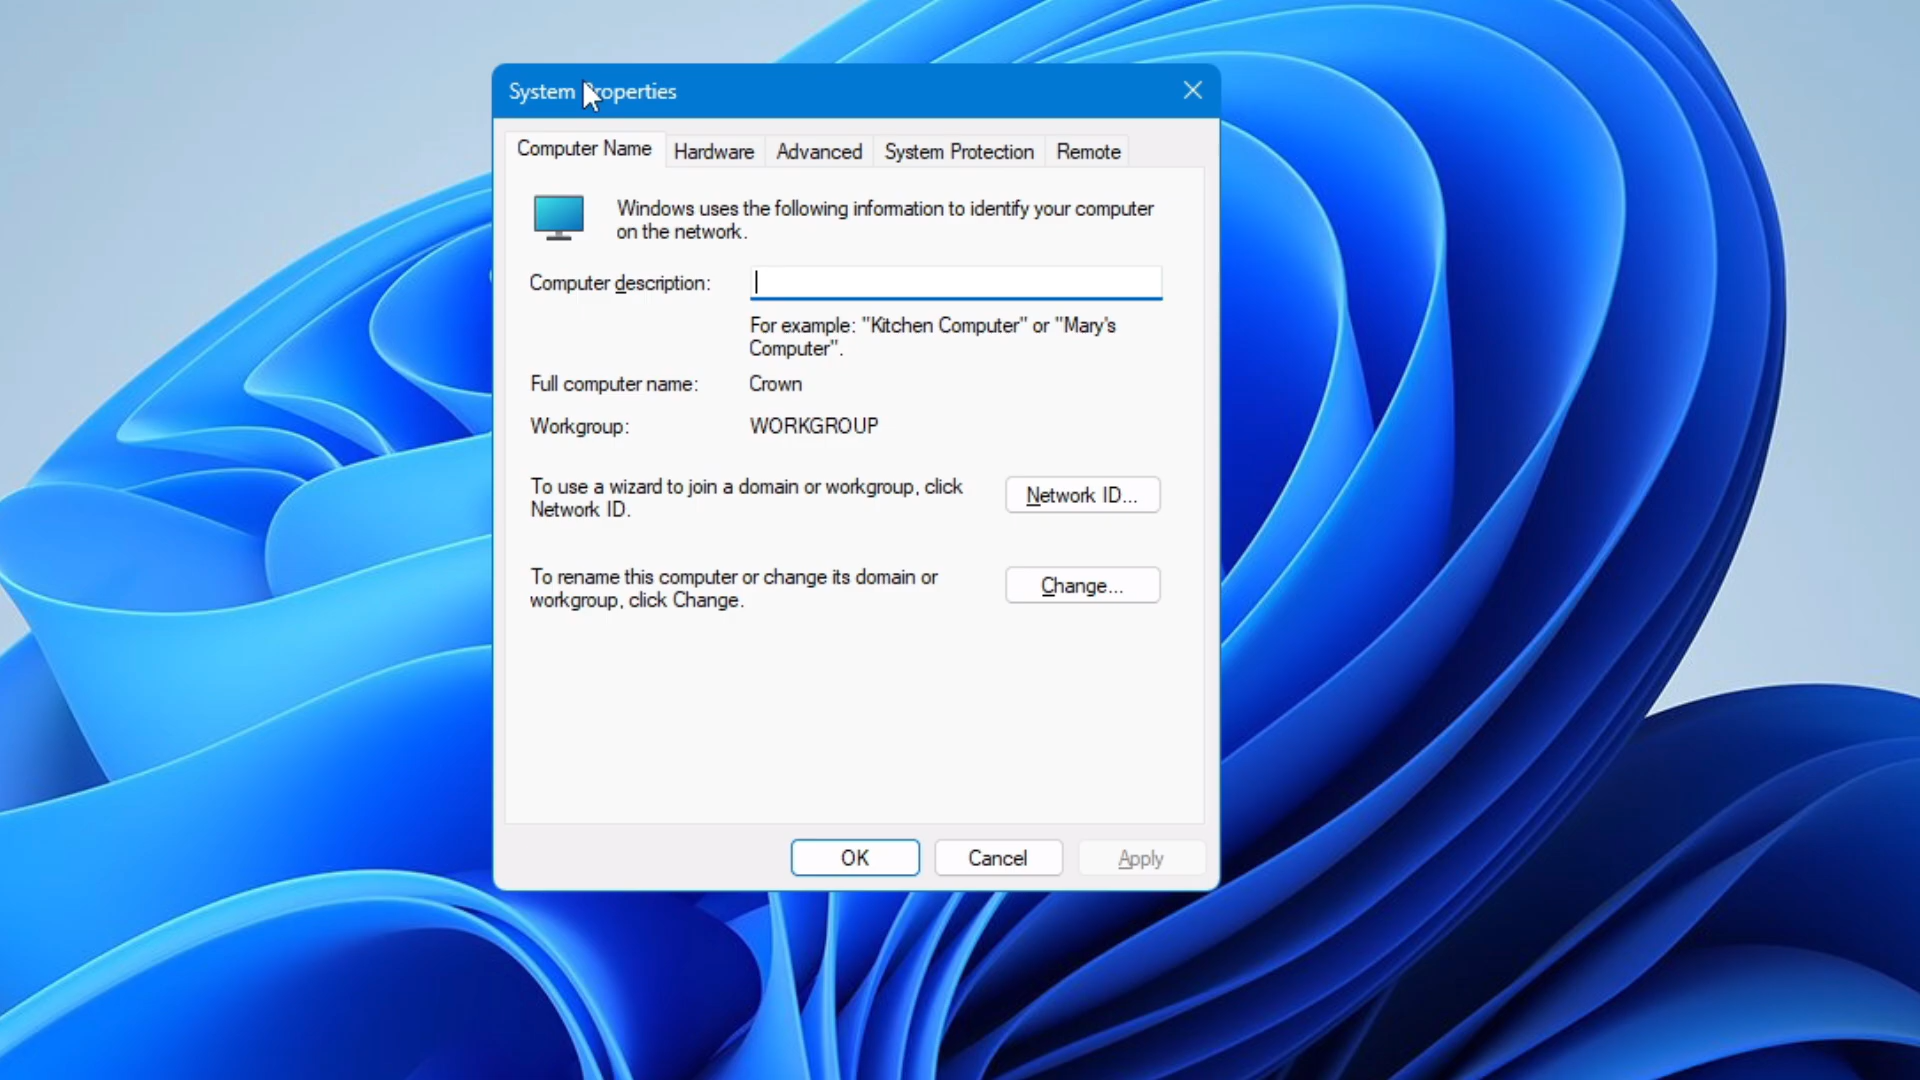 System Properties
Computer Name
Hardware
Advanced
System Protection
Remote
Windows uses the following information to identify your computer
on the network.
Computer description:
For example: "Kitchen Computer" or "Mary's
Computer".
Full computer name:
Crown
Workgroup:
WORKGROUP
To use a wizard to join a domain or workgroup, click
Network ID.
Network ID...
To rename this computer or change its domain or
workgroup, click Change.
Change...
OK
Cancel
Apply